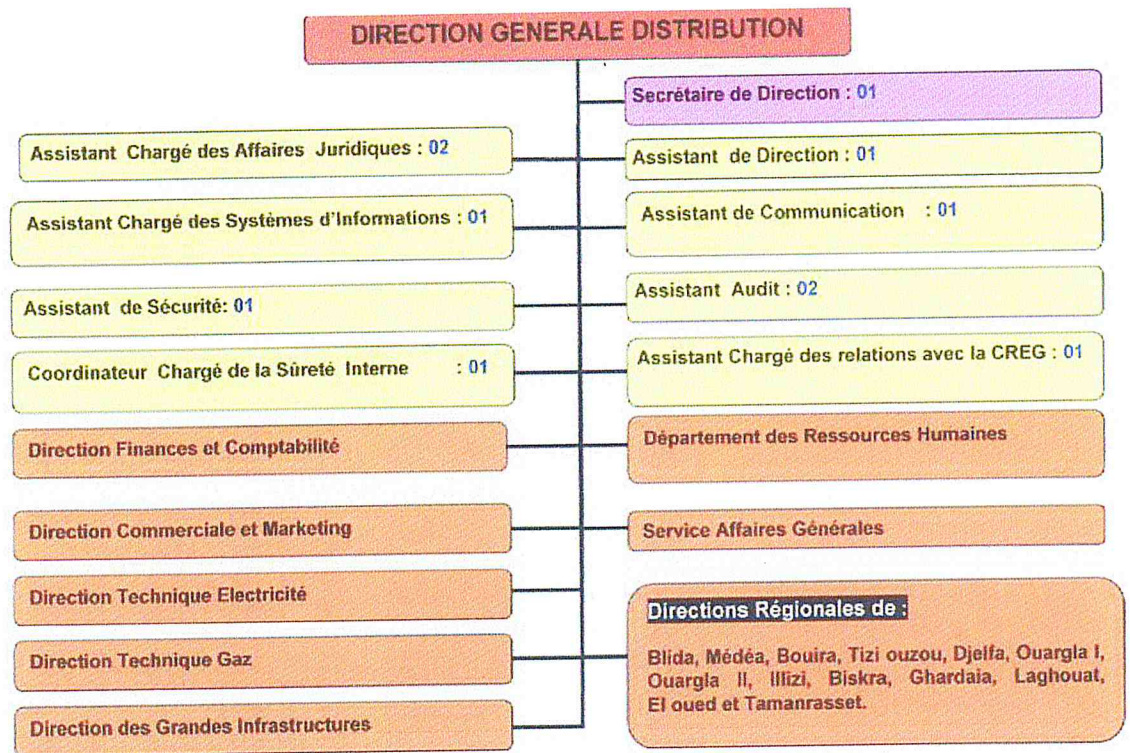 DIRECTION GENERALE DISTRIBUTION
Secrétaire de Direction : 01
Assistant Chargé des Affaires Juridiques : 02
Assistant de Direction : 01
Assistant Chargé des Systèmes d'Informations : 01
Assistant de Communication : 01
Assistant de Sécurité: 01
Assistant Audit : 02
Coordinateur Chargé de la Sûreté Interne : 01
Assistant Chargé des relations avec la CREG : 01
Direction Finances et Comptabilité
Département des Ressources Humaines
Direction Commerciale et Marketing
Service Affaires Générales
Direction Technique Electricité
Direction Technique Gaz
Direction des Grandes Infrastructures
Directions Régionales de :
Blida, Médéa, Bouira, Tizi ouzou, Djelfa, Ouargla I,
Ouargla II, Illizi, Biskra, Ghardaia, Laghouat,
El oued et Tamanrasset.